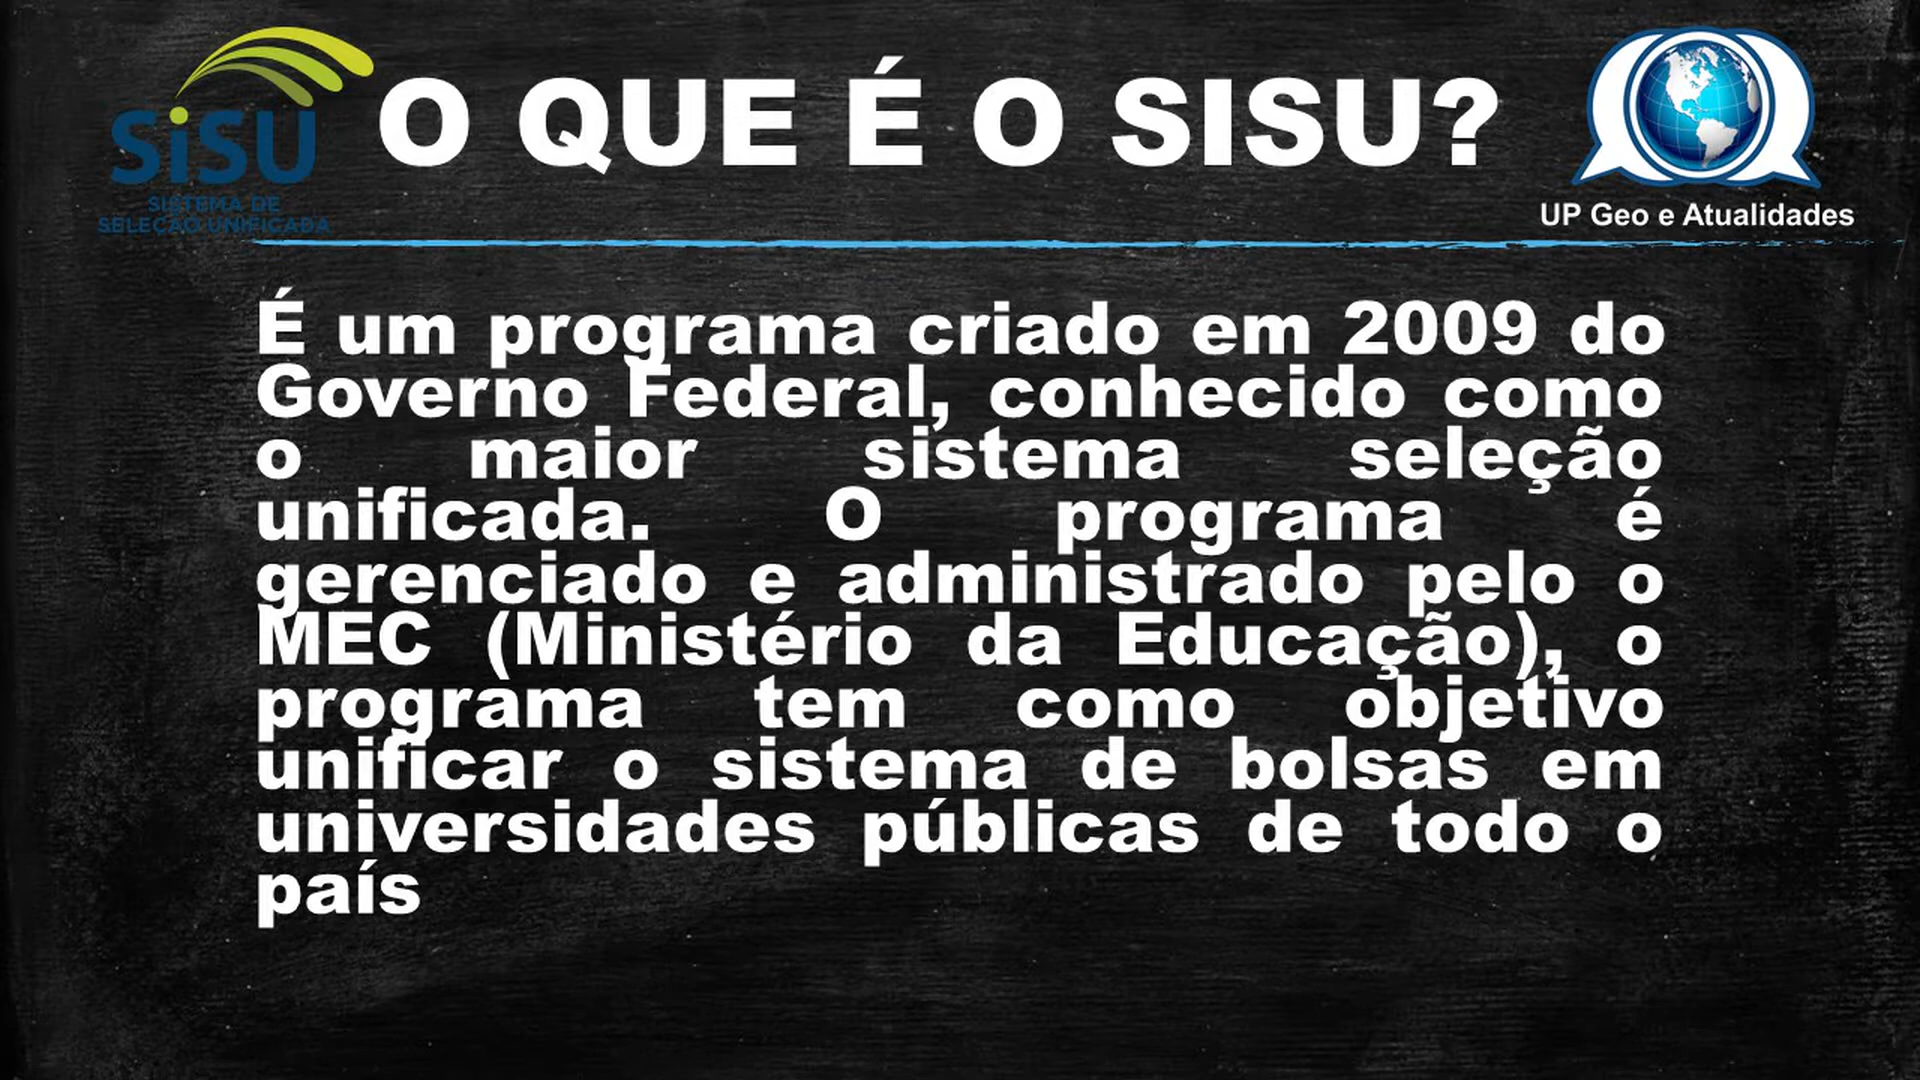 SiSU
SISTEMA DE
SELEÇÃO UNIFICADA
O QUE É O SISU?
UP Geo e Atualidades
É um programa criado em 2009 do
Governo Federal, conhecido como
o maior sistema seleção
unificada. O programa é
gerenciado e administrado pelo o
MEC (Ministério da Educação), o
programa tem como objetivo
unificar o sistema de bolsas em
universidades públicas de todo o
país